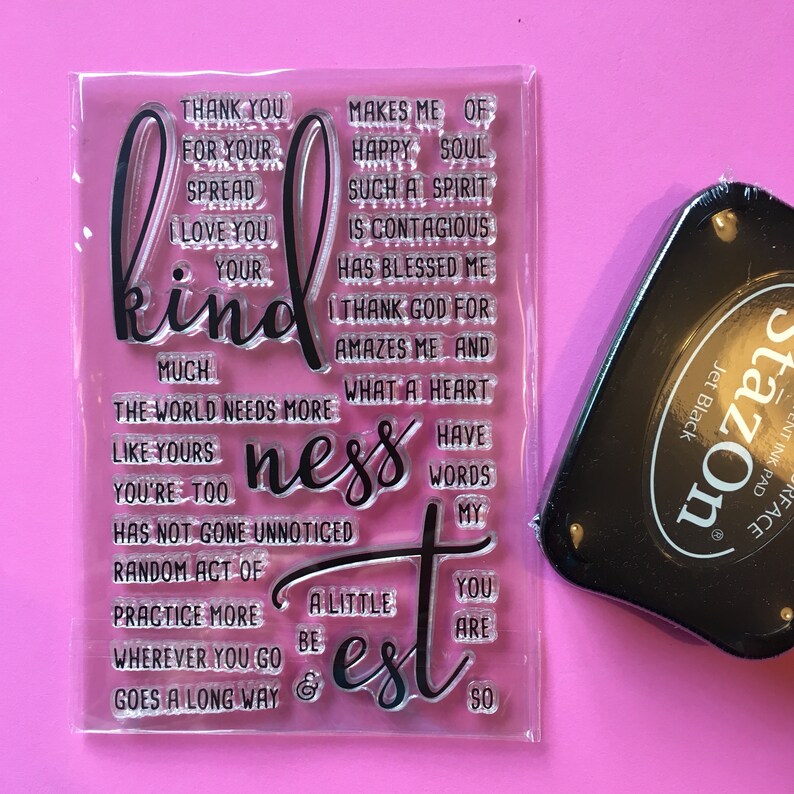 THANK YOU
FOR YOUR
SPREAD
I LOVE YOU
YOUR
kind
MUCH
THE WORLD NEEDS MORE
LIKE YOURS
YOU'RE TOO
HAS NOT GONE UNNOTICED
RANDOM ACT OF
PRACTICE MORE
WHEREVER YOU GO
GOES A LONG WAY
MAKES ME OF
HAPPY SOUL
SUCH A SPIRIT
IS CONTAGIOUS
HAS BLESSED ME
I THANK GOD FOR
AMAZES ME AND
WHAT A HEART
ness
HAVE
WORDS
MY
est
A LITTLE
BE
&
YOU
ARE
SO
StazOn®
Jet Black
INK PAD